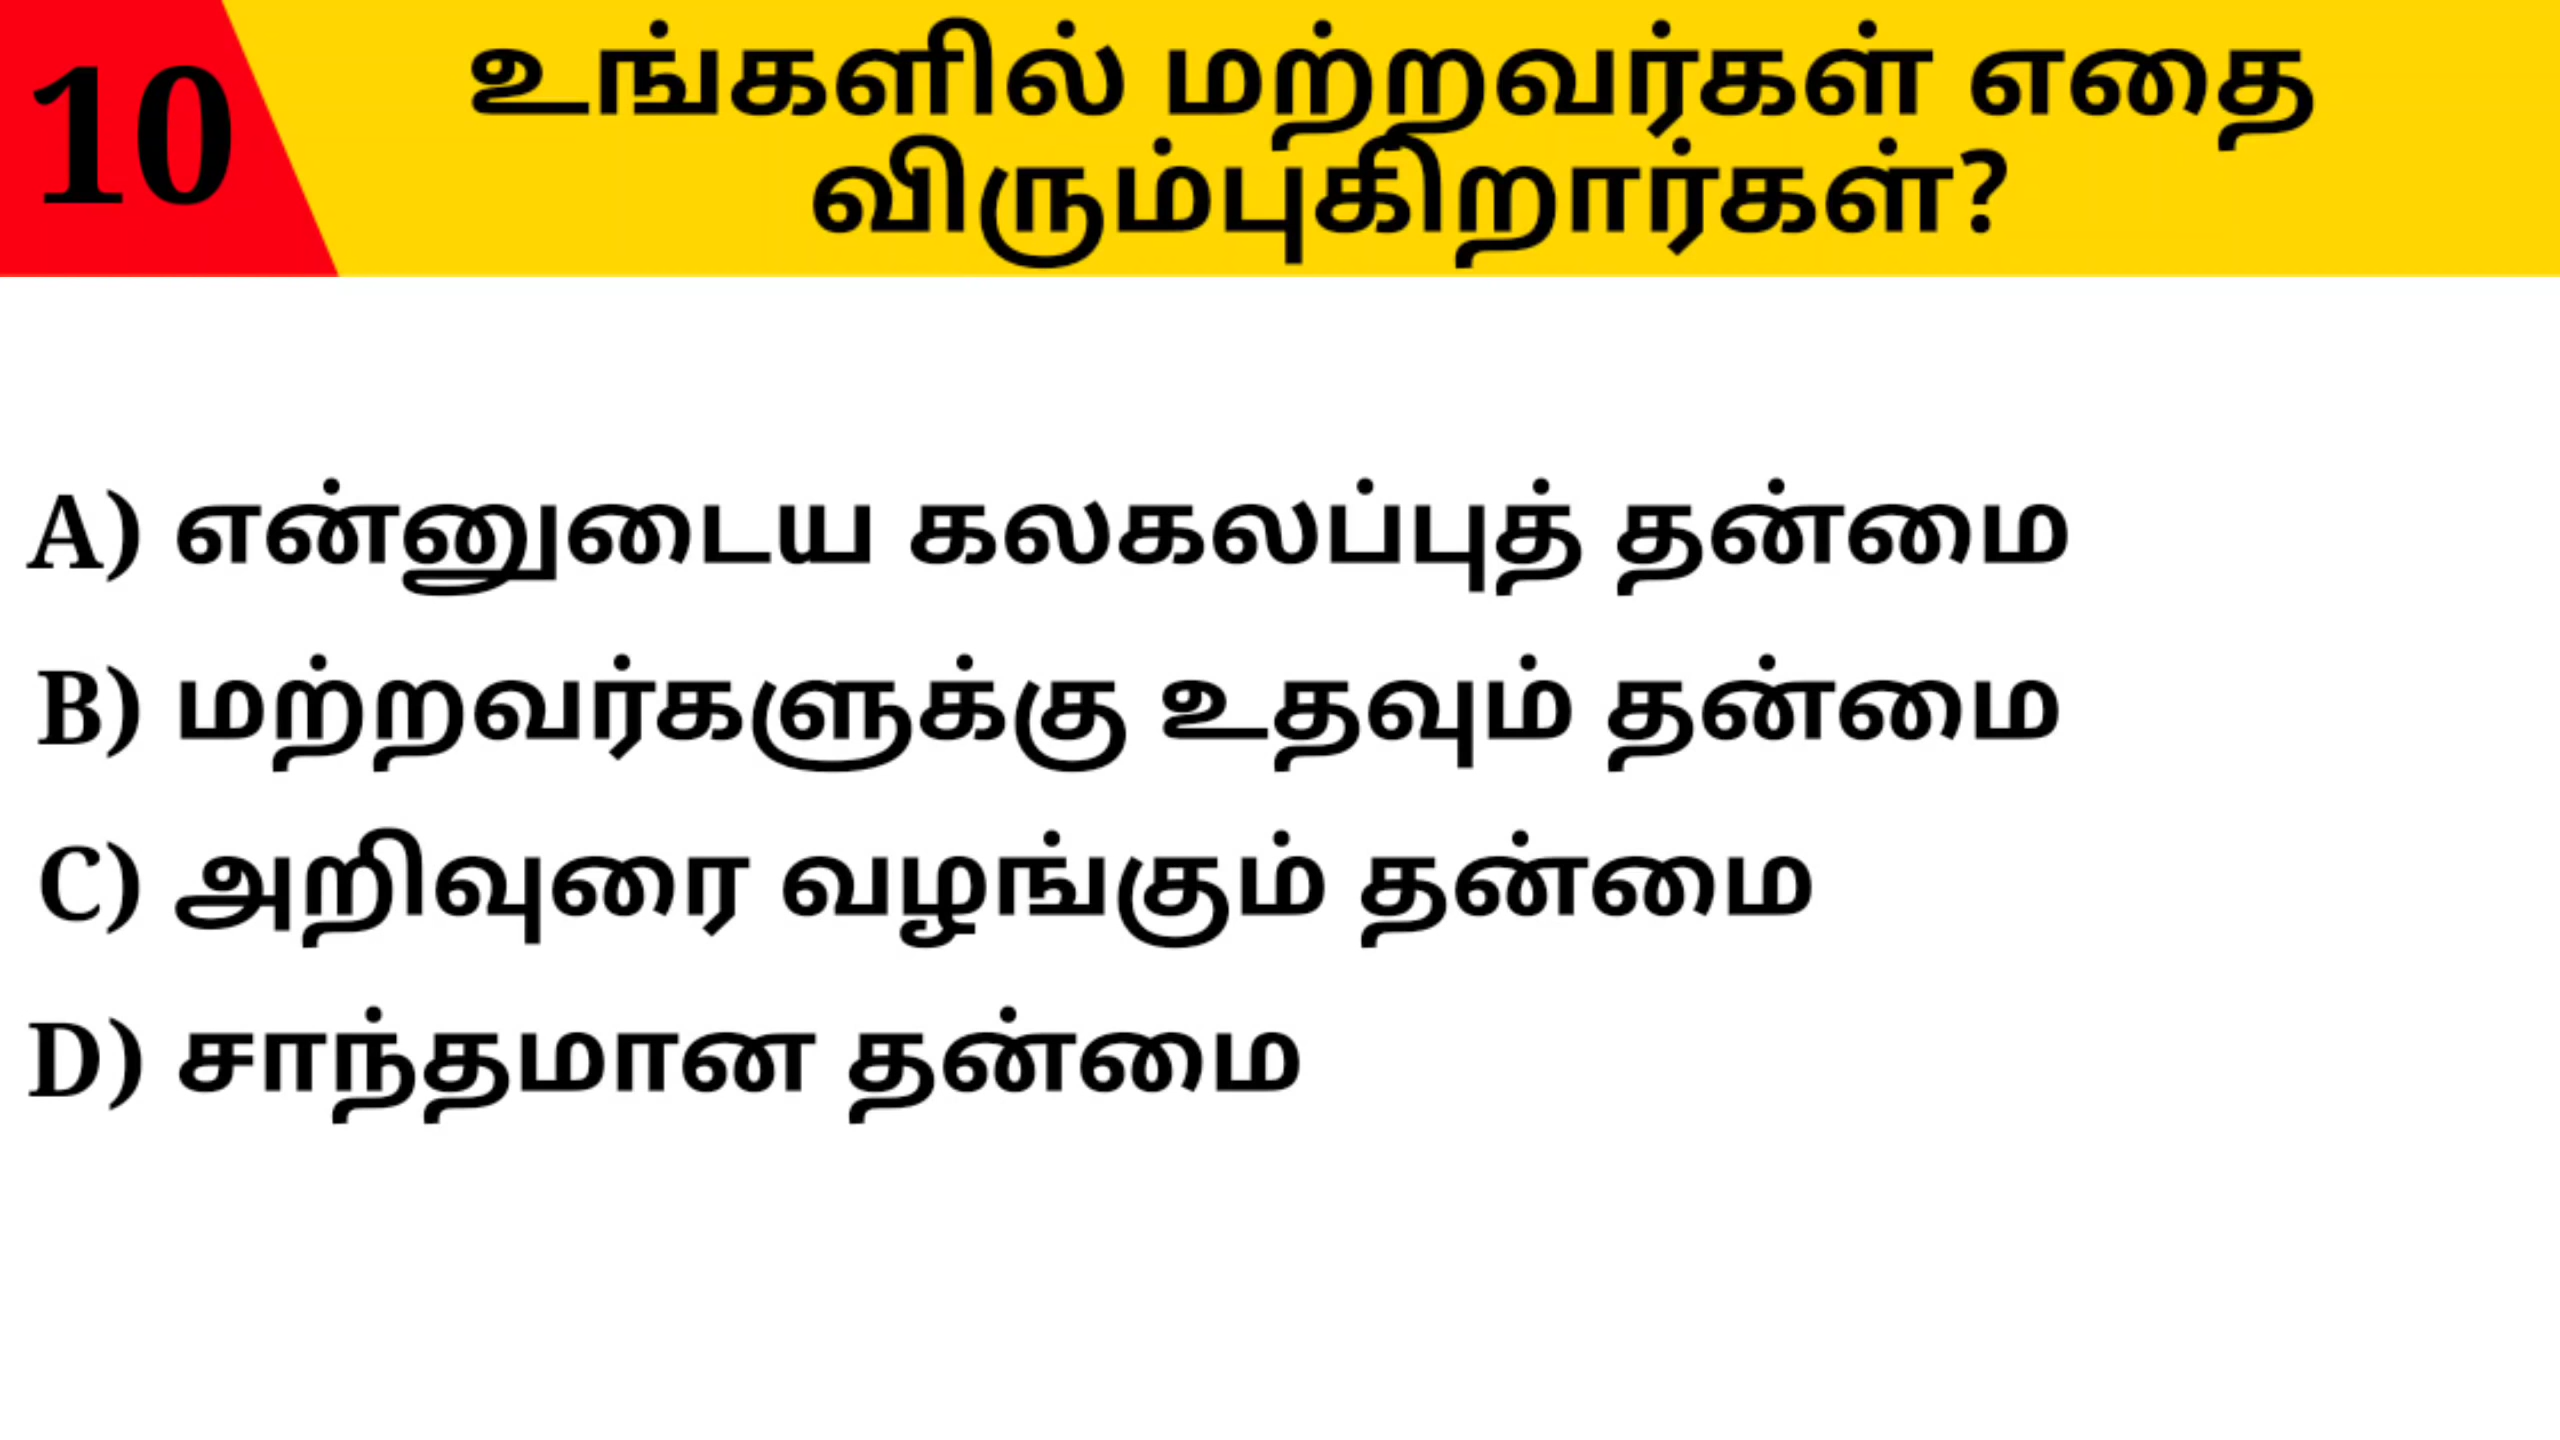 10
உங்களில் மற்றவர்கள் எதை
விரும்புகிறார்கள்?
A) என்னுடைய கலகலப்புத் தன்மை
B) மற்றவர்களுக்கு உதவும் தன்மை
C) அறிவுரை வழங்கும் தன்மை
D) சாந்தமான தன்மை